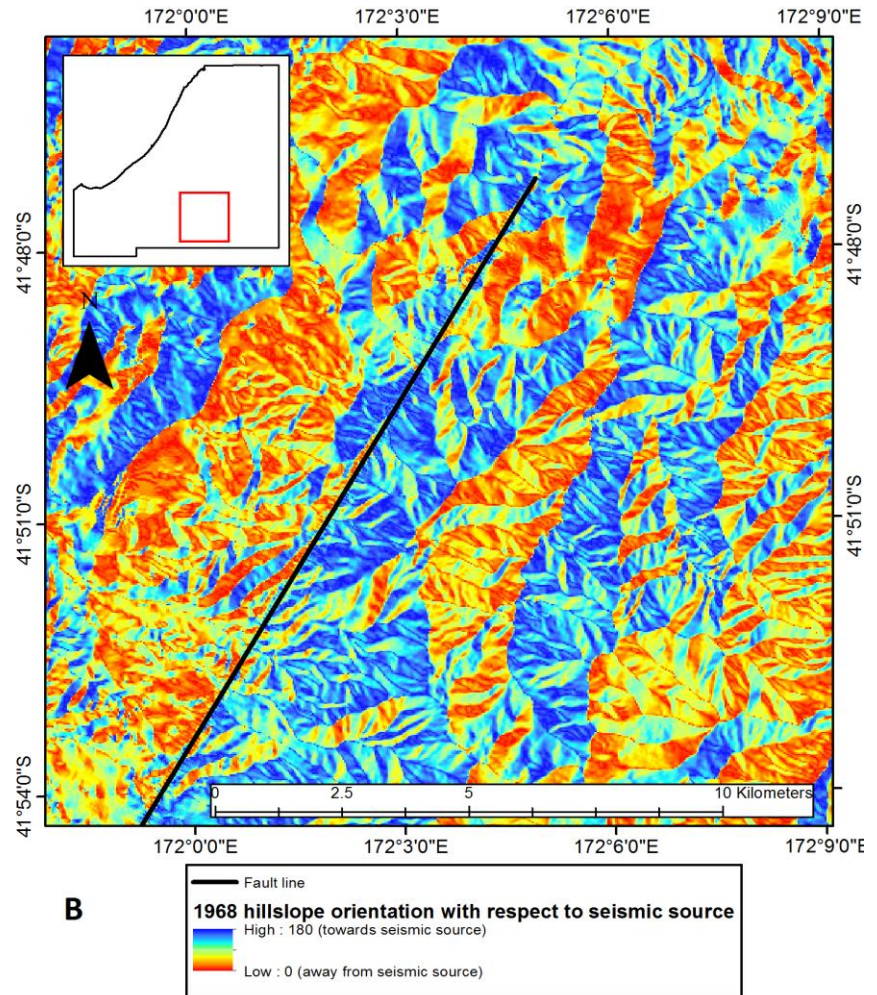 172°0'0"E 172°3'0"E 172°6'0"E 172°9'0"E
41°48'0"S
41°48'0"S
N
41°51'0"S
41°51'0"S
41°54'0"S
41°54'0"S
0 2.5 5 10 Kilometers
172°0'0"E 172°3'0"E 172°6'0"E 172°9'0"E
B
Fault line
1968 hillslope orientation with respect to seismic source
High : 180 (towards seismic source)
Low : 0 (away from seismic source)